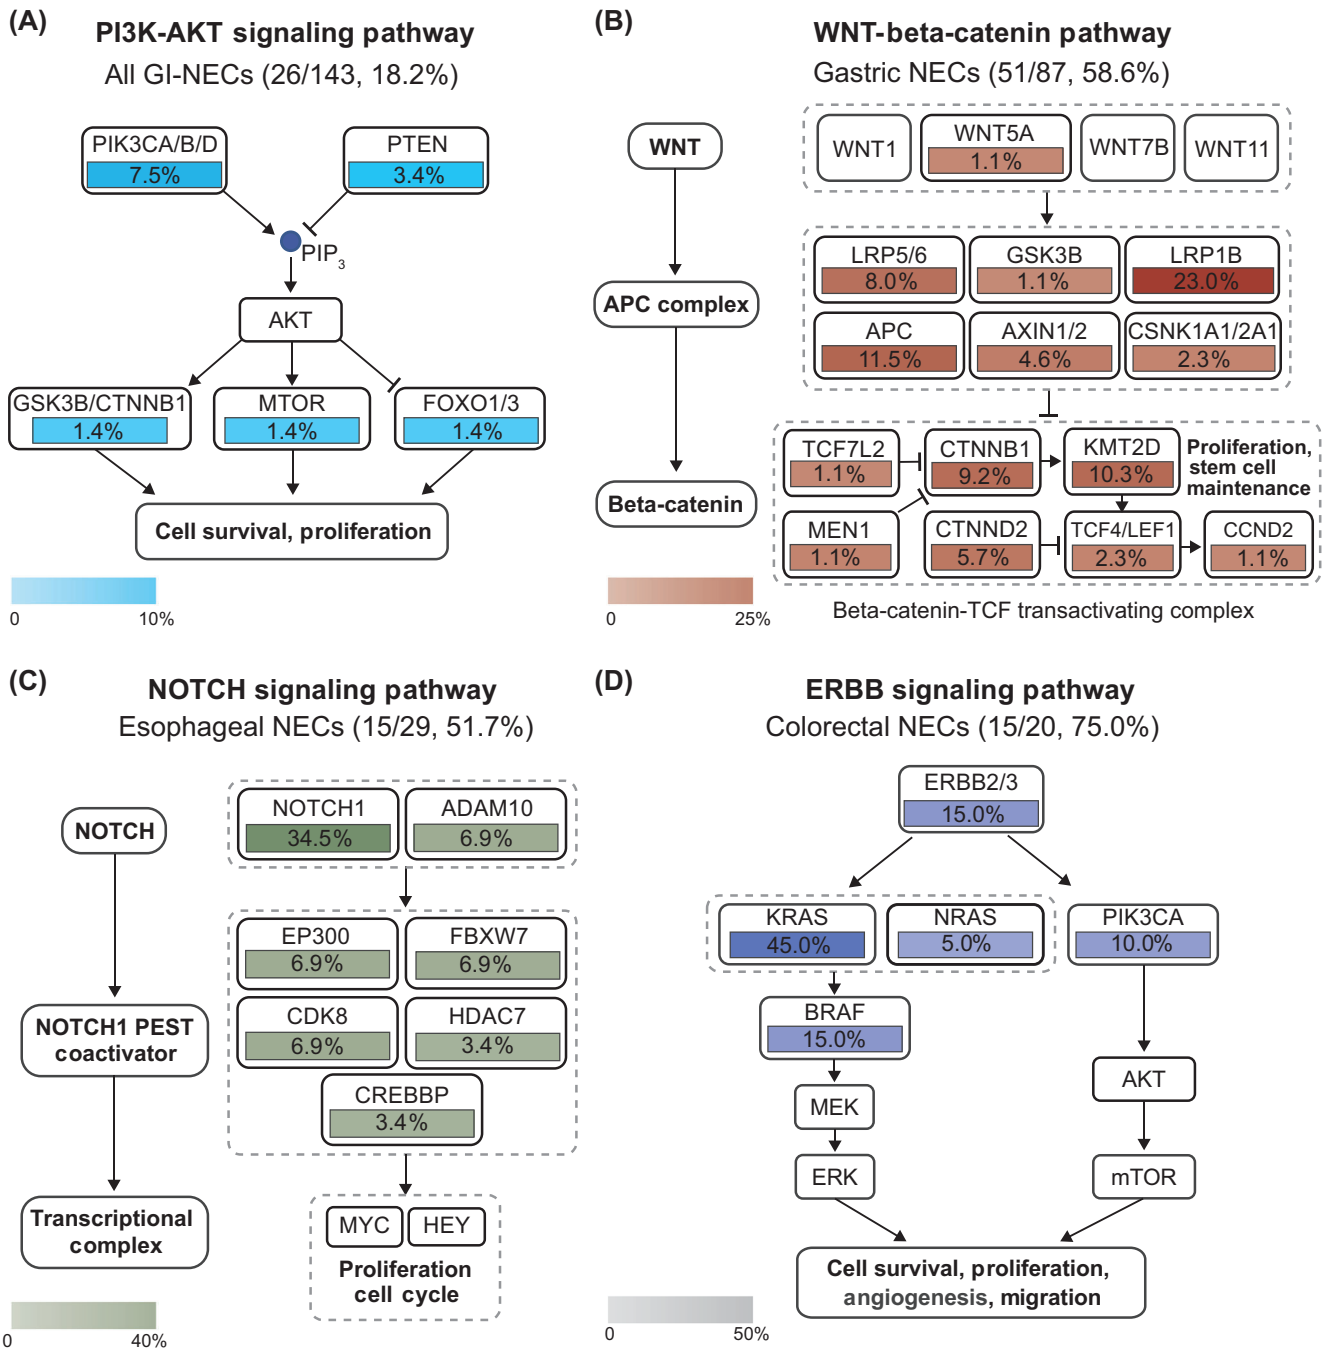 (A)
PI3K-AKT signaling pathway
All GI-NECs (26/143, 18.2%)
PIK3CA/B/D
7.5%
PTEN
3.4%
PIP3
AKT
GSK3B/CTNNB1
1.4%
MTOR
1.4%
FOXO1/3
1.4%
Cell survival, proliferation
0
10%
(B)
WNT-beta-catenin pathway
Gastric NECs (51/87, 58.6%)
WNT
APC complex
Beta-catenin
WNT1
WNT5A
1.1%
WNT7B
WNT11
LRP5/6
8.0%
GSK3B
1.1%
LRP1B
23.0%
APC
11.5%
AXIN1/2
4.6%
CSNK1A1/2A1
2.3%
TCF7L2
1.1%
CTNNB1
9.2%
KMT2D
10.3%
Proliferation,
stem cell
maintenance
MEN1
1.1%
CTNND2
5.7%
TCF4/LEF1
2.3%
CCND2
1.1%
Beta-catenin-TCF transactivating complex
0
25%
(C)
NOTCH signaling pathway
Esophageal NECs (15/29, 51.7%)
NOTCH
NOTCH1 PEST
coactivator
Transcriptional
complex
NOTCH1
34.5%
ADAM10
6.9%
EP300
6.9%
FBXW7
6.9%
CDK8
6.9%
HDAC7
3.4%
CREBBP
3.4%
MYC
HEY
Proliferation
cell cycle
0
40%
(D)
ERBB signaling pathway
Colorectal NECs (15/20, 75.0%)
ERBB2/3
15.0%
KRAS
45.0%
NRAS
5.0%
PIK3CA
10.0%
BRAF
15.0%
MEK
ERK
AKT
mTOR
Cell survival, proliferation,
angiogenesis, migration
0
50%